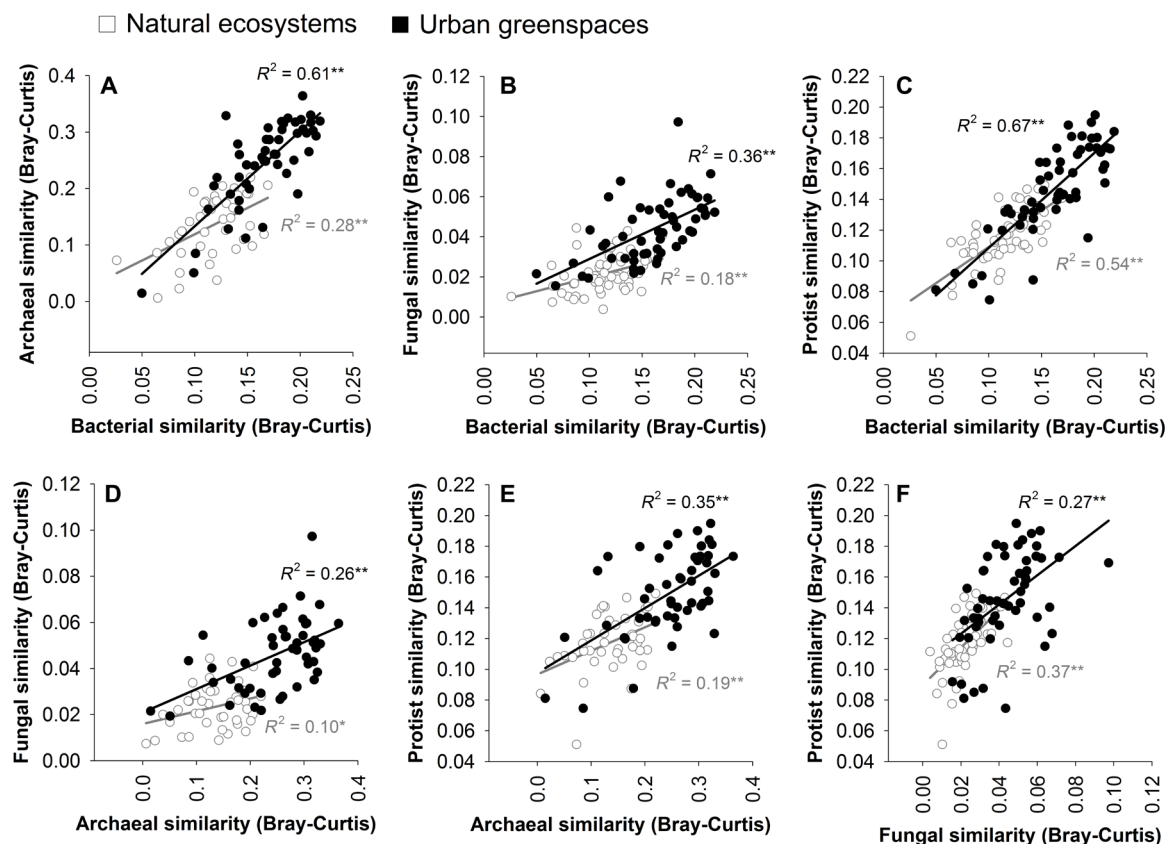 Natural ecosystems Urban greenspaces
A
R² = 0.61**
R² = 0.28**
Archaeal similarity (Bray-Curtis)
0.4
0.3
0.2
0.1
0.0
0.00 0.05 0.10 0.15 0.20 0.25
Bacterial similarity (Bray-Curtis)
B
R² = 0.36**
R² = 0.18**
Fungal similarity (Bray-Curtis)
0.12
0.10
0.08
0.06
0.04
0.02
0.00
0.00 0.05 0.10 0.15 0.20 0.25
Bacterial similarity (Bray-Curtis)
C
R² = 0.67**
R² = 0.54**
Protist similarity (Bray-Curtis)
0.22
0.20
0.18
0.16
0.14
0.12
0.10
0.08
0.06
0.04
0.00 0.05 0.10 0.15 0.20 0.25
Bacterial similarity (Bray-Curtis)
D
R² = 0.26**
R² = 0.10*
Fungal similarity (Bray-Curtis)
0.12
0.10
0.08
0.06
0.04
0.02
0.00
0.0 0.1 0.2 0.3 0.4
Archaeal similarity (Bray-Curtis)
E
R² = 0.35**
R² = 0.19**
Protist similarity (Bray-Curtis)
0.22
0.20
0.18
0.16
0.14
0.12
0.10
0.08
0.06
0.04
0.0 0.1 0.2 0.3 0.4
Archaeal similarity (Bray-Curtis)
F
R² = 0.27**
R² = 0.37**
Protist similarity (Bray-Curtis)
0.22
0.20
0.18
0.16
0.14
0.12
0.10
0.08
0.06
0.04
0.00 0.02 0.04 0.06 0.08 0.10 0.12
Fungal similarity (Bray-Curtis)